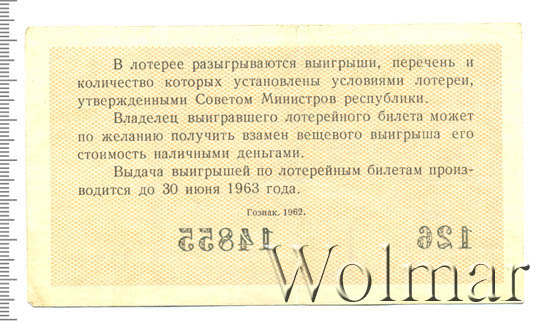 В лотерее разыгрываются выигрыши, перечень и
количество которых установлены условиями лотереи,
утвержденными Советом Министров республики.
Владелец выигравшего лотерейного билета может
по желанию получить взамен вещевого выигрыша его
стоимость наличными деньгами.
Выдача выигрышей по лотерейным билетам произ-
водится до 30 июня 1963 года.
Гознак. 1962.
14855 126
Wolmar